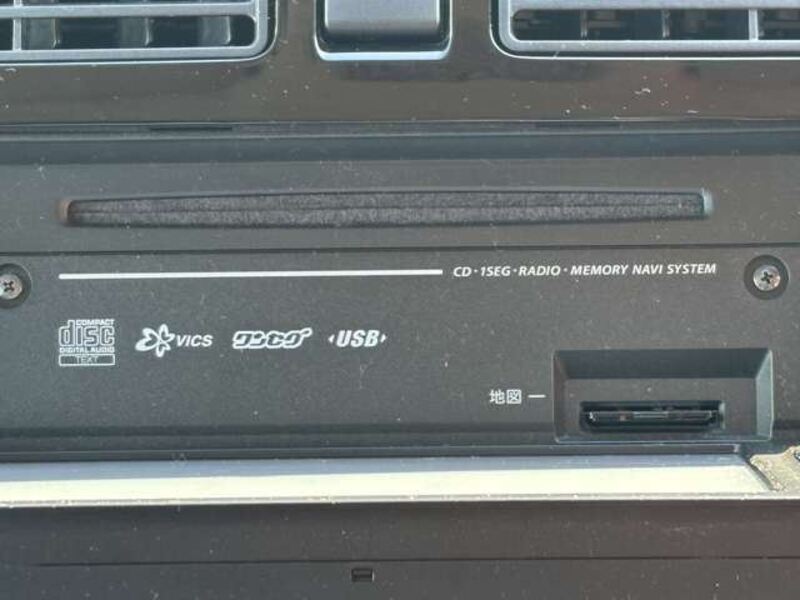 CD・1SEG・RADIO・MEMORY NAVI SYSTEM
COMPACT
disc
DIGITAL AUDIO
TEXT
VICS
ワンセグ
USB
地図